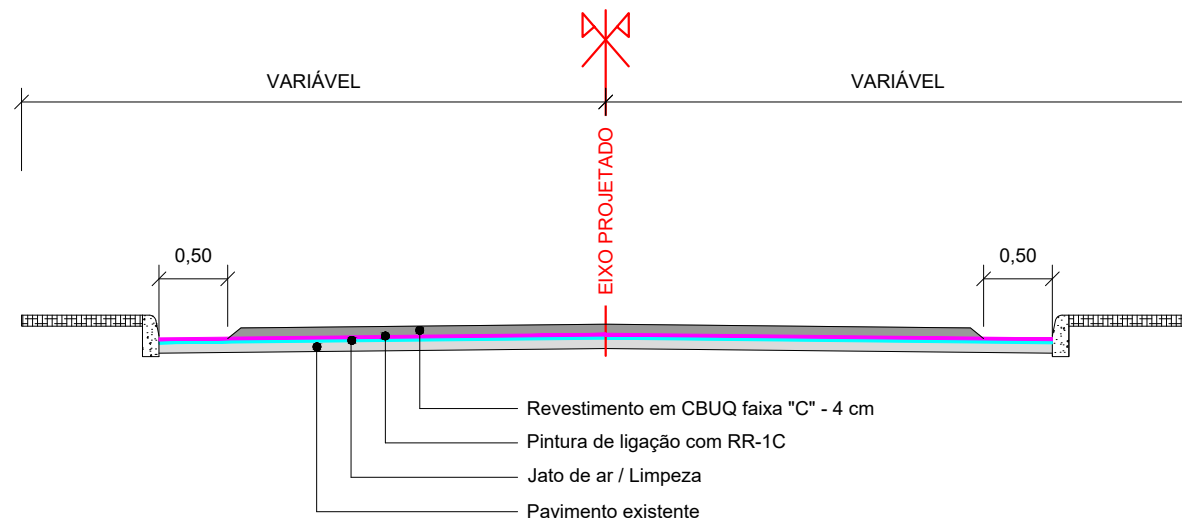 VARIÁVEL
VARIÁVEL
EIXO PROJETADO
0,50
0,50
Revestimento em CBUQ faixa "C" - 4 cm
Pintura de ligação com RR-1C
Jato de ar / Limpeza
Pavimento existente